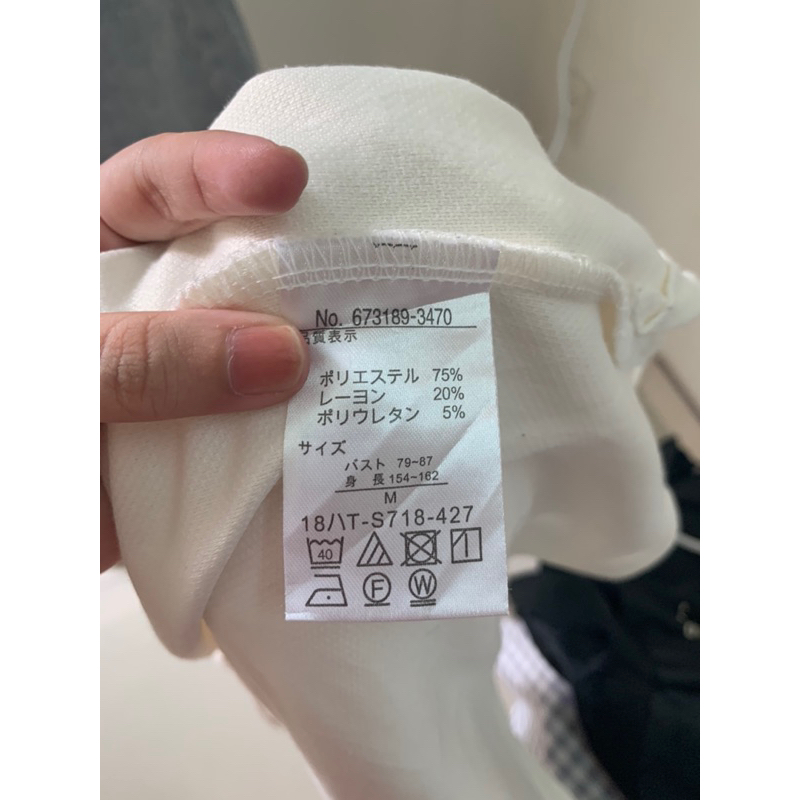 No. 673189-3470
品質表示
ポリエステル 75%
レーヨン 20%
ポリウレタン 5%
サイズ
バスト 79~87
身 長 154~162
M
18ハT-S718-427
40
F W